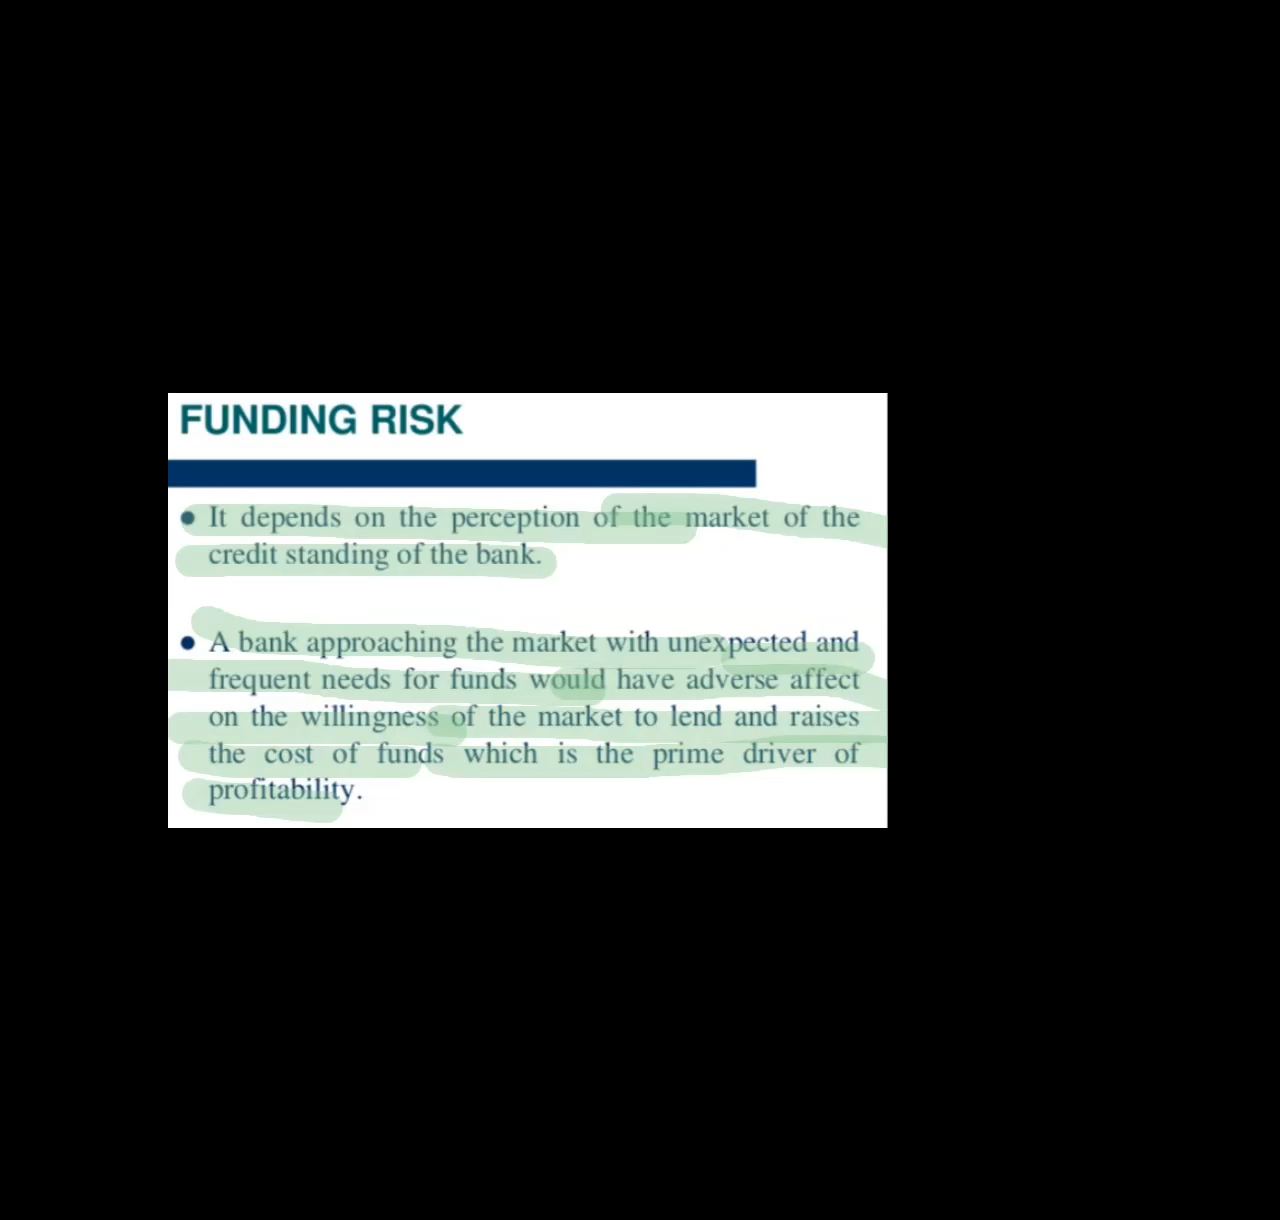 FUNDING RISK
● It depends on the perception of the market of the
credit standing of the bank.
● A bank approaching the market with unexpected and
frequent needs for funds would have adverse affect
on the willingness of the market to lend and raises
the cost of funds which is the prime driver of
profitability.